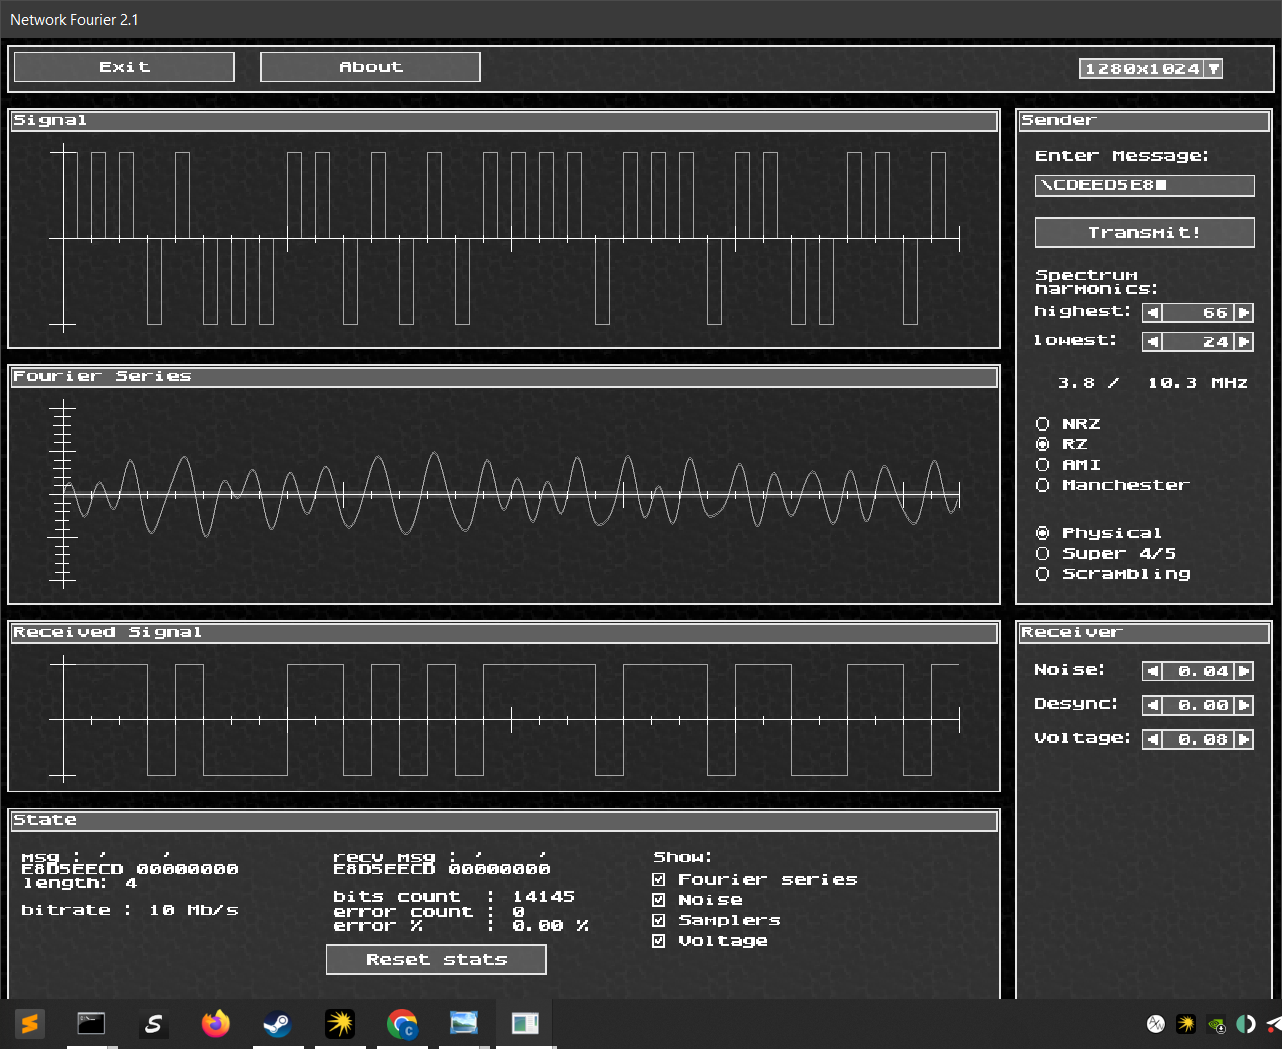 Network Fourier 2.1
Exit
About
1280x1024
Signal
Sender
Enter Message:
\CDEED5E8
Transmit!
Spectrum
harmonics:
highest: 66
lowest: 24
3.8 / 10.3 MHz
NRZ
RZ
AMI
Manchester
Physical
Super 4/5
Scrambling
Fourier Series
Received Signal
Receiver
Noise: 0.04
Desync: 0.00
Voltage: 0.08
State
msg : ' '
E8D5EECD 00000000
length: 4
bitrate : 10 Mb/s
recv msg : ' '
E8D5EECD 00000000
bits count : 14145
error count : 0
error % : 0.00 %
Reset stats
Show:
Fourier series
Noise
Samplers
Voltage